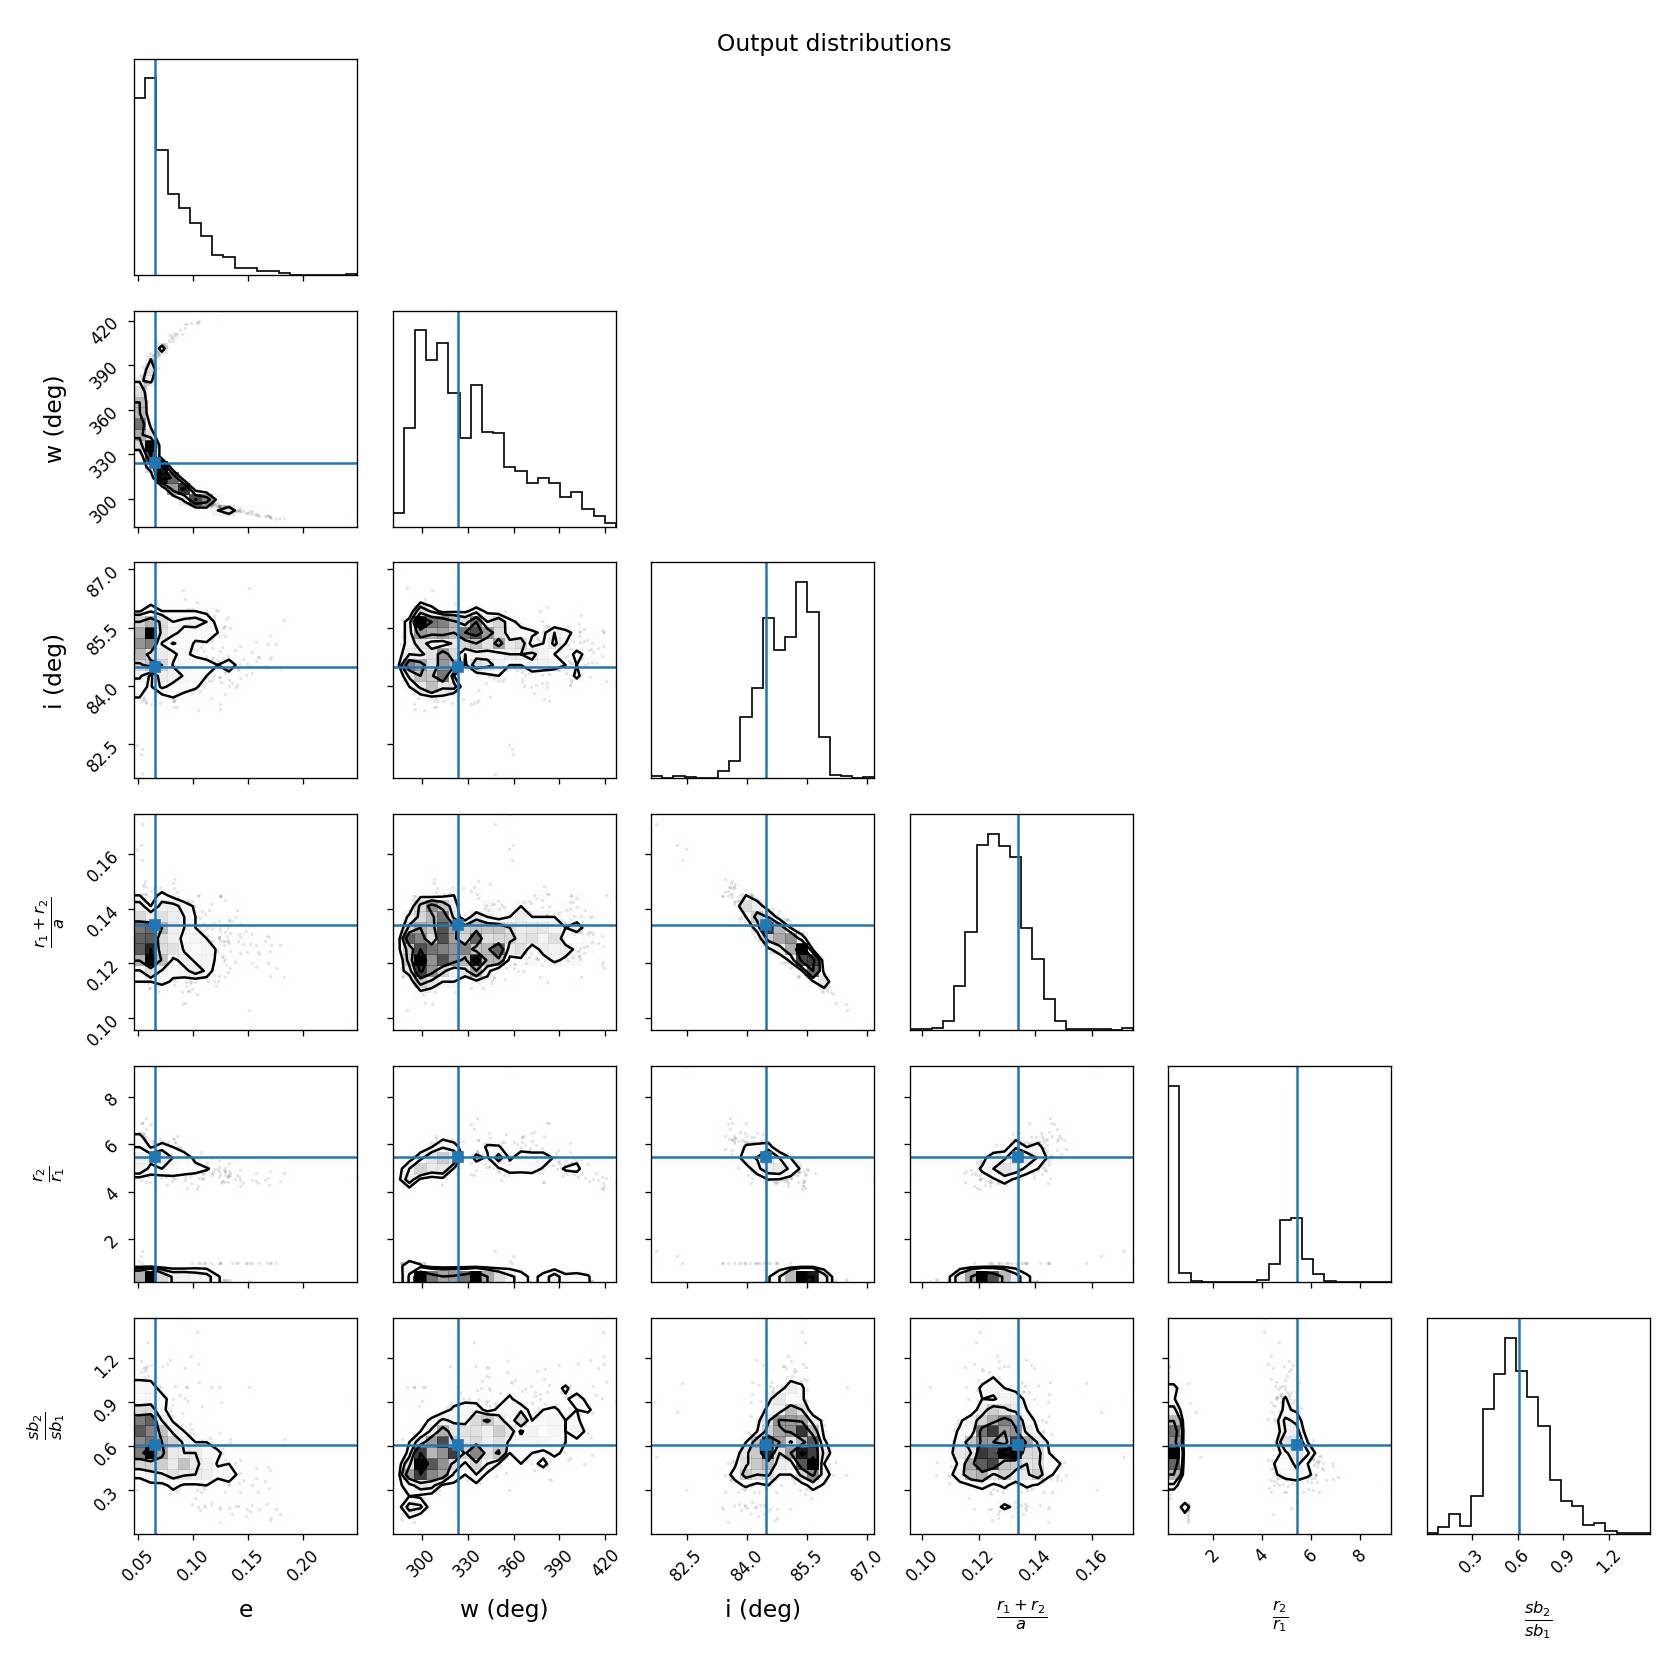 Output distributions
w (deg)
420
390
360
330
300
i (deg)
87.0
85.5
84.0
82.5
r₁ + r₂
a
0.16
0.14
0.12
0.10
r₂
r₁
8
6
4
2
sb₂
sb₁
1.2
0.9
0.6
0.3
0.05 0.10 0.15 0.20 300 330 360 390 420 82.5 84.0 85.5 87.0 0.10 0.12 0.14 0.16 2 4 6 8 0.3 0.6 0.9 1.2
e w (deg) i (deg) r₁ + r₂ r₂ sb₂
a r₁ sb₁